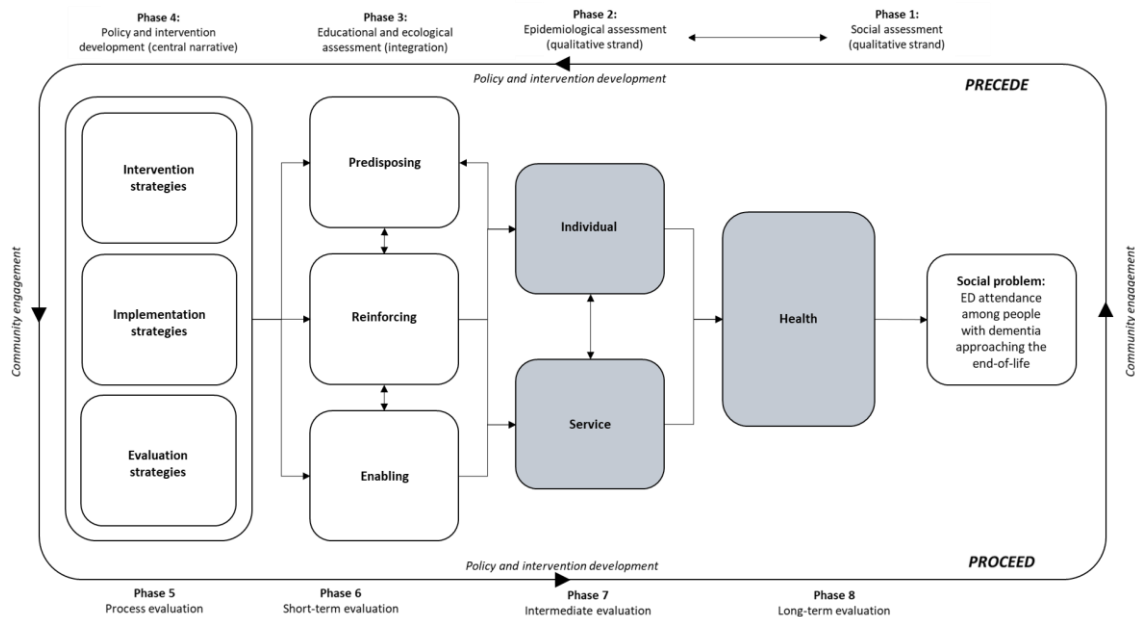 Phase 4:
Policy and intervention
development (central narrative)
Phase 3:
Educational and ecological
assessment (integration)
Phase 2:
Epidemiological assessment
(qualitative strand)
Phase 1:
Social assessment
(qualitative strand)
Policy and intervention development
PRECEDE
Community engagement
Intervention
strategies
Implementation
strategies
Evaluation
strategies
Predisposing
Reinforcing
Enabling
Individual
Service
Health
Social problem:
ED attendance
among people
with dementia
approaching the
end-of-life
Community engagement
PROCEED
Policy and intervention development
Phase 5
Process evaluation
Phase 6
Short-term evaluation
Phase 7
Intermediate evaluation
Phase 8
Long-term evaluation